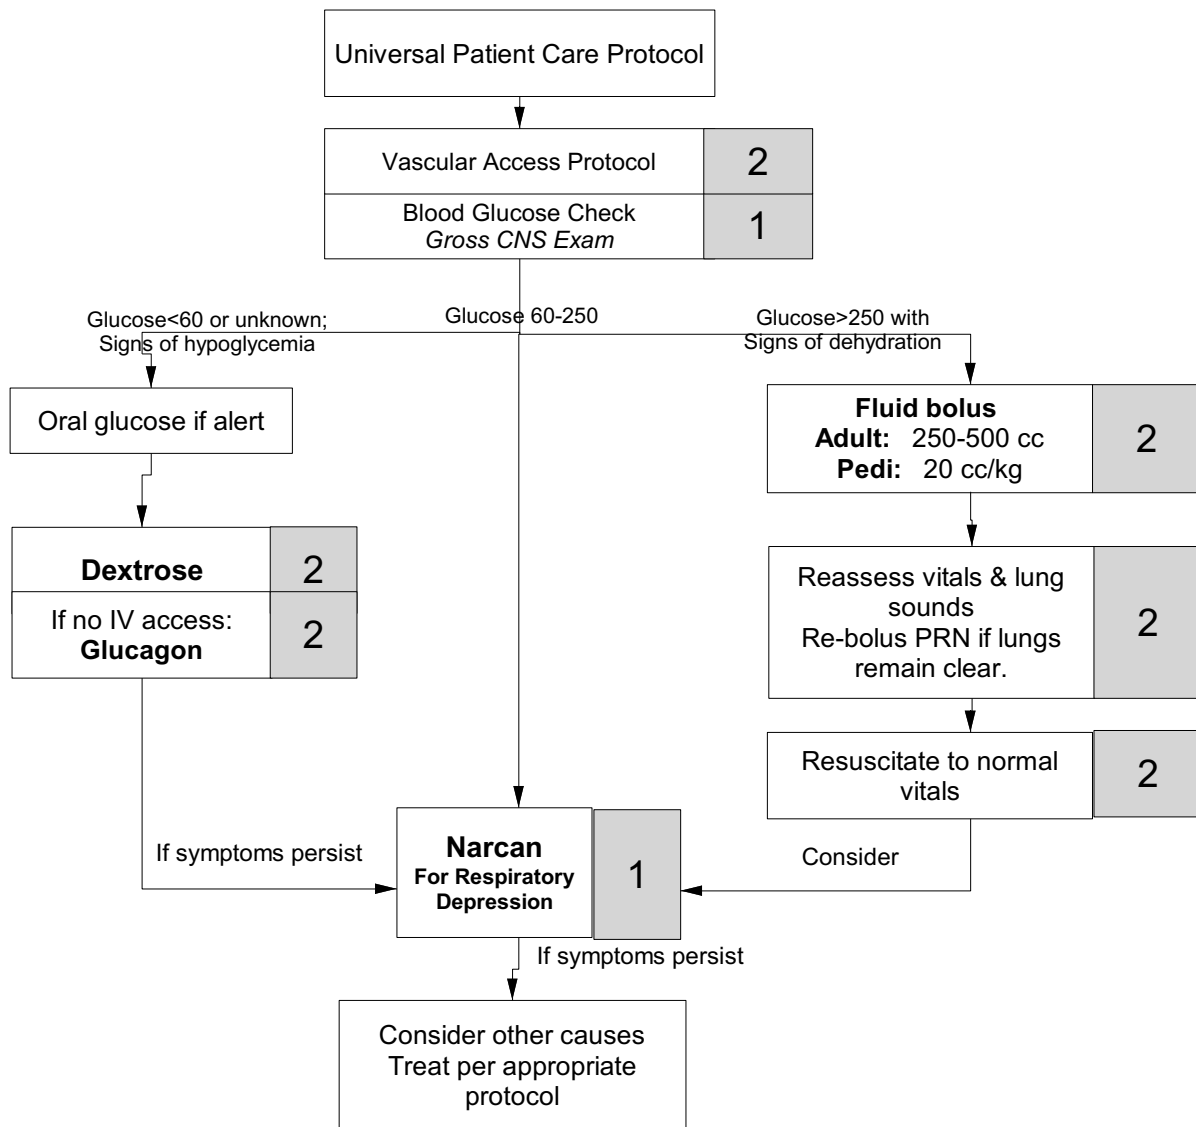 Universal Patient Care Protocol
Vascular Access Protocol
2
Blood Glucose Check
Gross CNS Exam
1
Glucose<60 or unknown;
Signs of hypoglycemia
Glucose 60-250
Glucose>250 with
Signs of dehydration
Oral glucose if alert
Fluid bolus
Adult: 250-500 cc
Pedi: 20 cc/kg
2
Dextrose
2
If no IV access:
Glucagon
2
Reassess vitals & lung
sounds
Re-bolus PRN if lungs
remain clear.
2
Resuscitate to normal
vitals
2
If symptoms persist
Narcan
For Respiratory
Depression
1
Consider
If symptoms persist
Consider other causes
Treat per appropriate
protocol